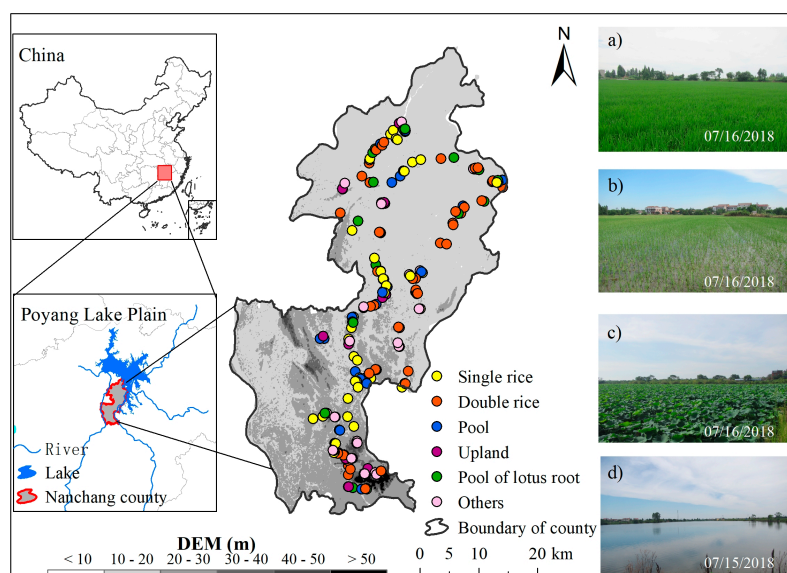 China
Poyang Lake Plain
River
Lake
Nanchang county
N
Single rice
Double rice
Pool
Upland
Pool of lotus root
Others
Boundary of county
DEM (m)
< 10 10 - 20 20 - 30 30 - 40 40 - 50 > 50
0 10 20 km
a)
07/16/2018
b)
07/16/2018
c)
07/16/2018
d)
07/15/2018